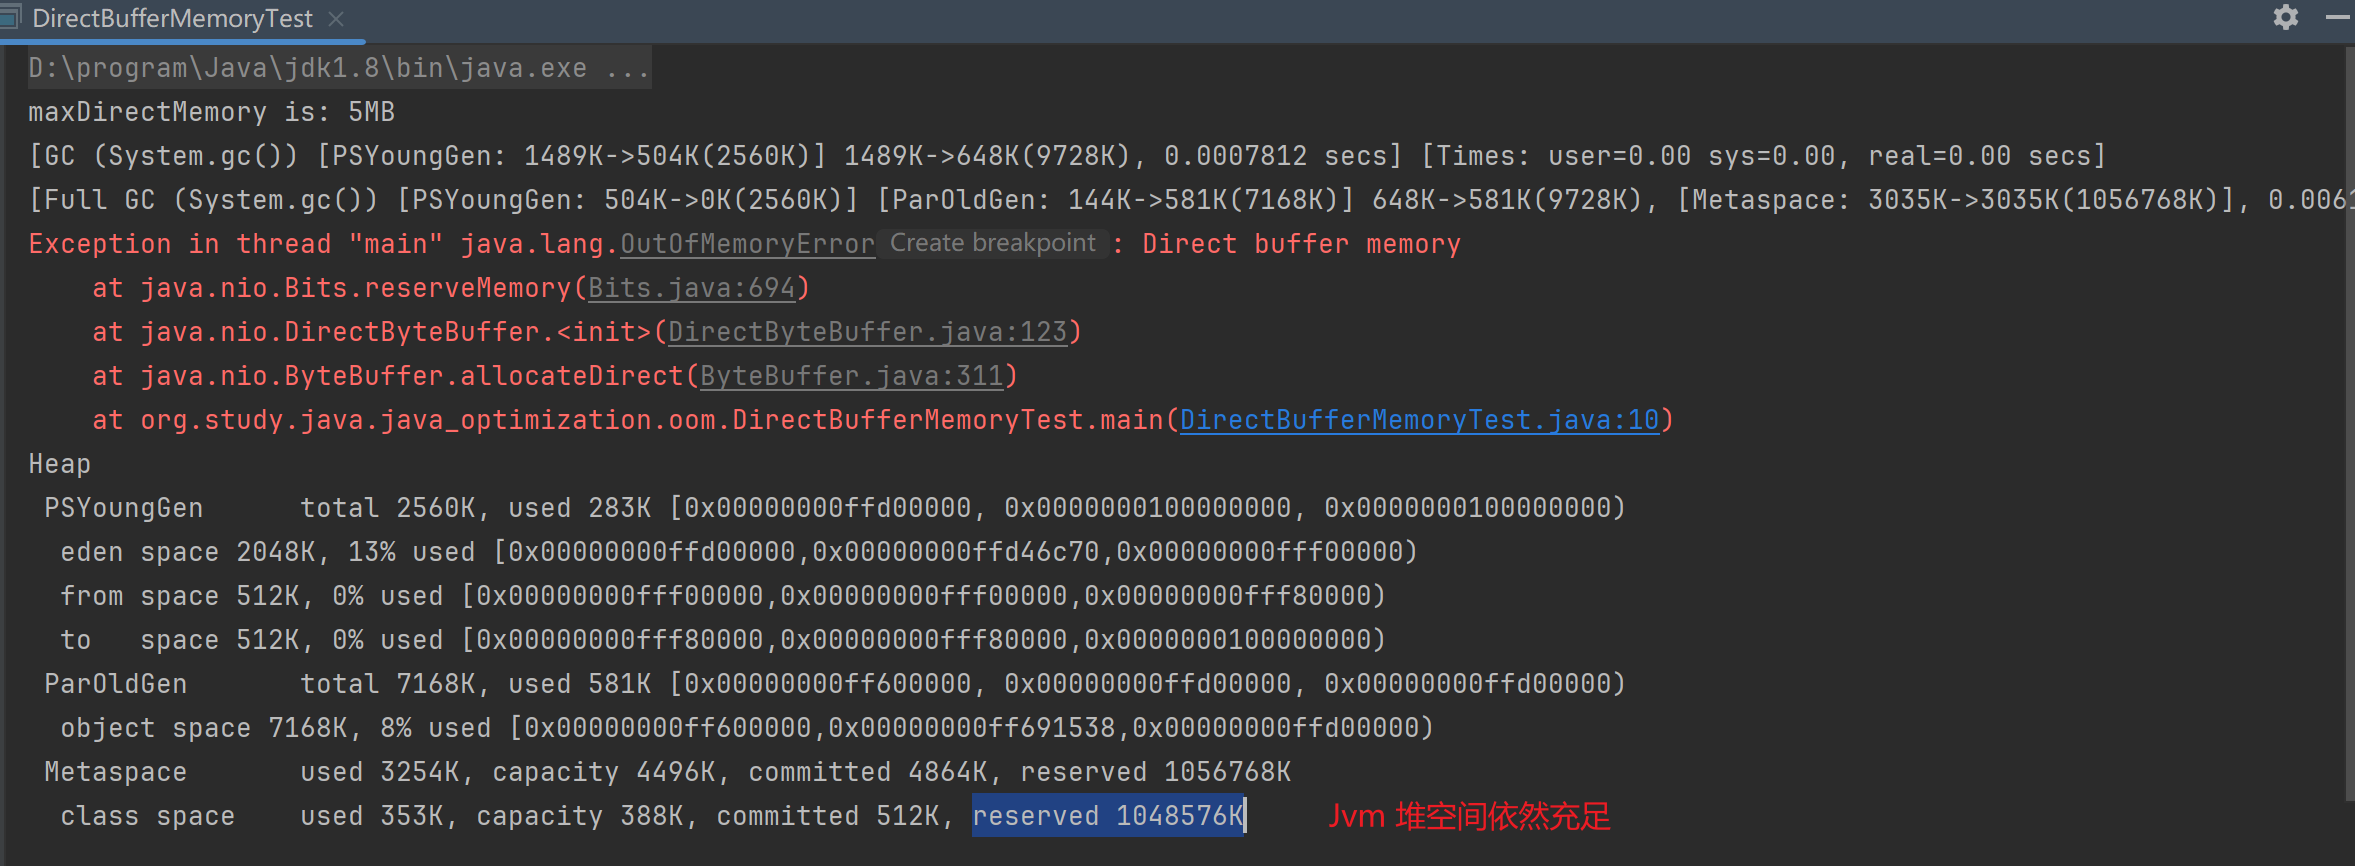 DirectBufferMemoryTest
D:\program\Java\jdk1.8\bin\java.exe ...
maxDirectMemory is: 5MB
[GC (System.gc()) [PSYoungGen: 1489K->504K(2560K)] 1489K->648K(9728K), 0.0007812 secs] [Times: user=0.00 sys=0.00, real=0.00 secs]
[Full GC (System.gc()) [PSYoungGen: 504K->0K(2560K)] [ParOldGen: 144K->581K(7168K)] 648K->581K(9728K), [Metaspace: 3035K->3035K(1056768K)], 0.006
Exception in thread "main" java.lang.OutOfMemoryError Create breakpoint : Direct buffer memory
at java.nio.Bits.reserveMemory(Bits.java:694)
at java.nio.DirectByteBuffer.<init>(DirectByteBuffer.java:123)
at java.nio.ByteBuffer.allocateDirect(ByteBuffer.java:311)
at org.study.java.java_optimization.oom.DirectBufferMemoryTest.main(DirectBufferMemoryTest.java:10)
Heap
PSYoungGen total 2560K, used 283K [0x00000000ffd00000, 0x0000000100000000, 0x0000000100000000)
eden space 2048K, 13% used [0x00000000ffd00000,0x00000000ffd46c70,0x00000000fff00000)
from space 512K, 0% used [0x00000000fff00000,0x00000000fff00000,0x00000000fff80000)
to space 512K, 0% used [0x00000000fff80000,0x00000000fff80000,0x0000000100000000)
ParOldGen total 7168K, used 581K [0x00000000ff600000, 0x00000000ffd00000, 0x00000000ffd00000)
object space 7168K, 8% used [0x00000000ff600000,0x00000000ff691538,0x00000000ffd00000)
Metaspace used 3254K, capacity 4496K, committed 4864K, reserved 1056768K
class space used 353K, capacity 388K, committed 512K, reserved 1048576K Jvm 堆空间依然充足